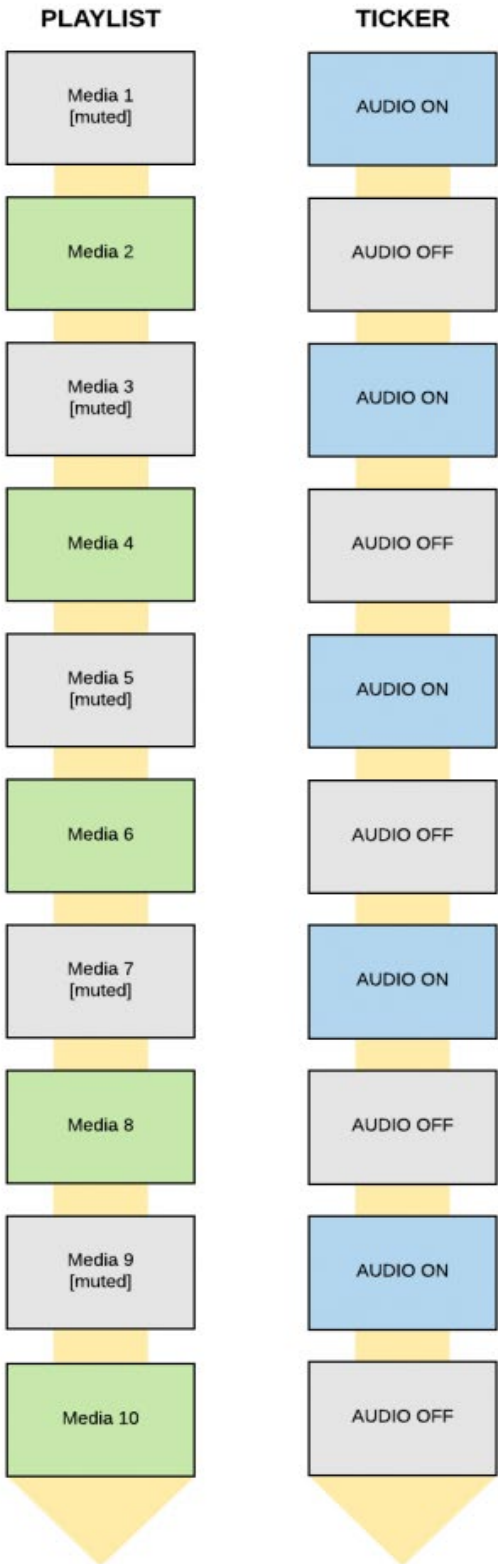 PLAYLIST
TICKER
Media 1
[muted]
AUDIO ON
Media 2
AUDIO OFF
Media 3
[muted]
AUDIO ON
Media 4
AUDIO OFF
Media 5
[muted]
AUDIO ON
Media 6
AUDIO OFF
Media 7
[muted]
AUDIO ON
Media 8
AUDIO OFF
Media 9
[muted]
AUDIO ON
Media 10
AUDIO OFF